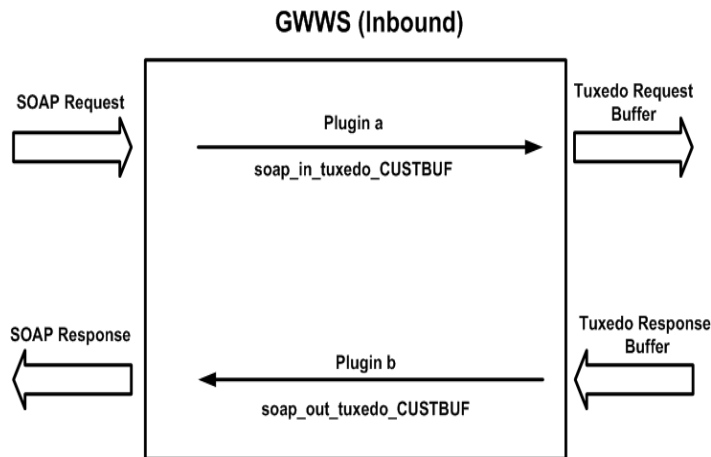 GWWS (Inbound)
SOAP Request
Plugin a
soap_in_tuxedo_CUSTBUF
Tuxedo Request
Buffer
SOAP Response
Plugin b
soap_out_tuxedo_CUSTBUF
Tuxedo Response
Buffer